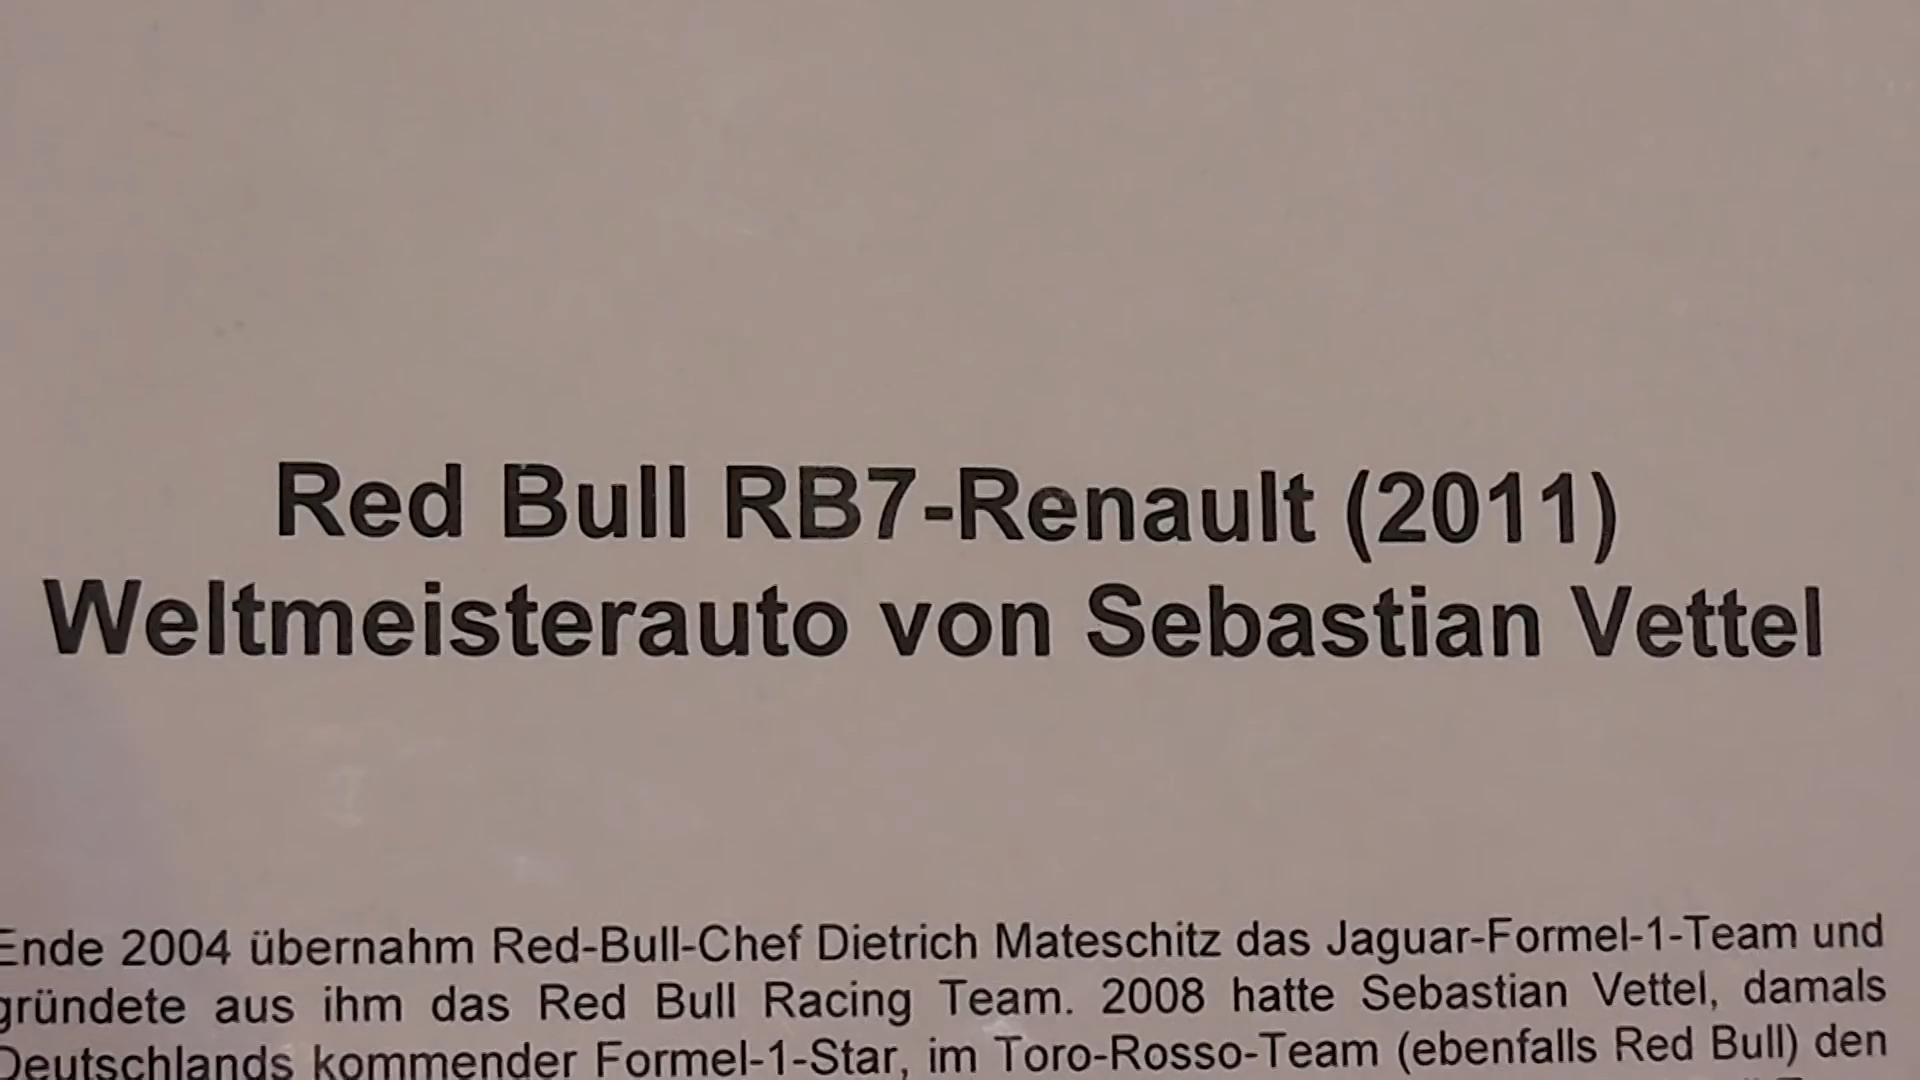 Red Bull RB7-Renault (2011)
Weltmeisterauto von Sebastian Vettel
Ende 2004 übernahm Red-Bull-Chef Dietrich Mateschitz das Jaguar-Formel-1-Team und
gründete aus ihm das Red Bull Racing Team. 2008 hatte Sebastian Vettel, damals
Deutschlands kommender Formel-1-Star, im Toro-Rosso-Team (ebenfalls Red Bull) den